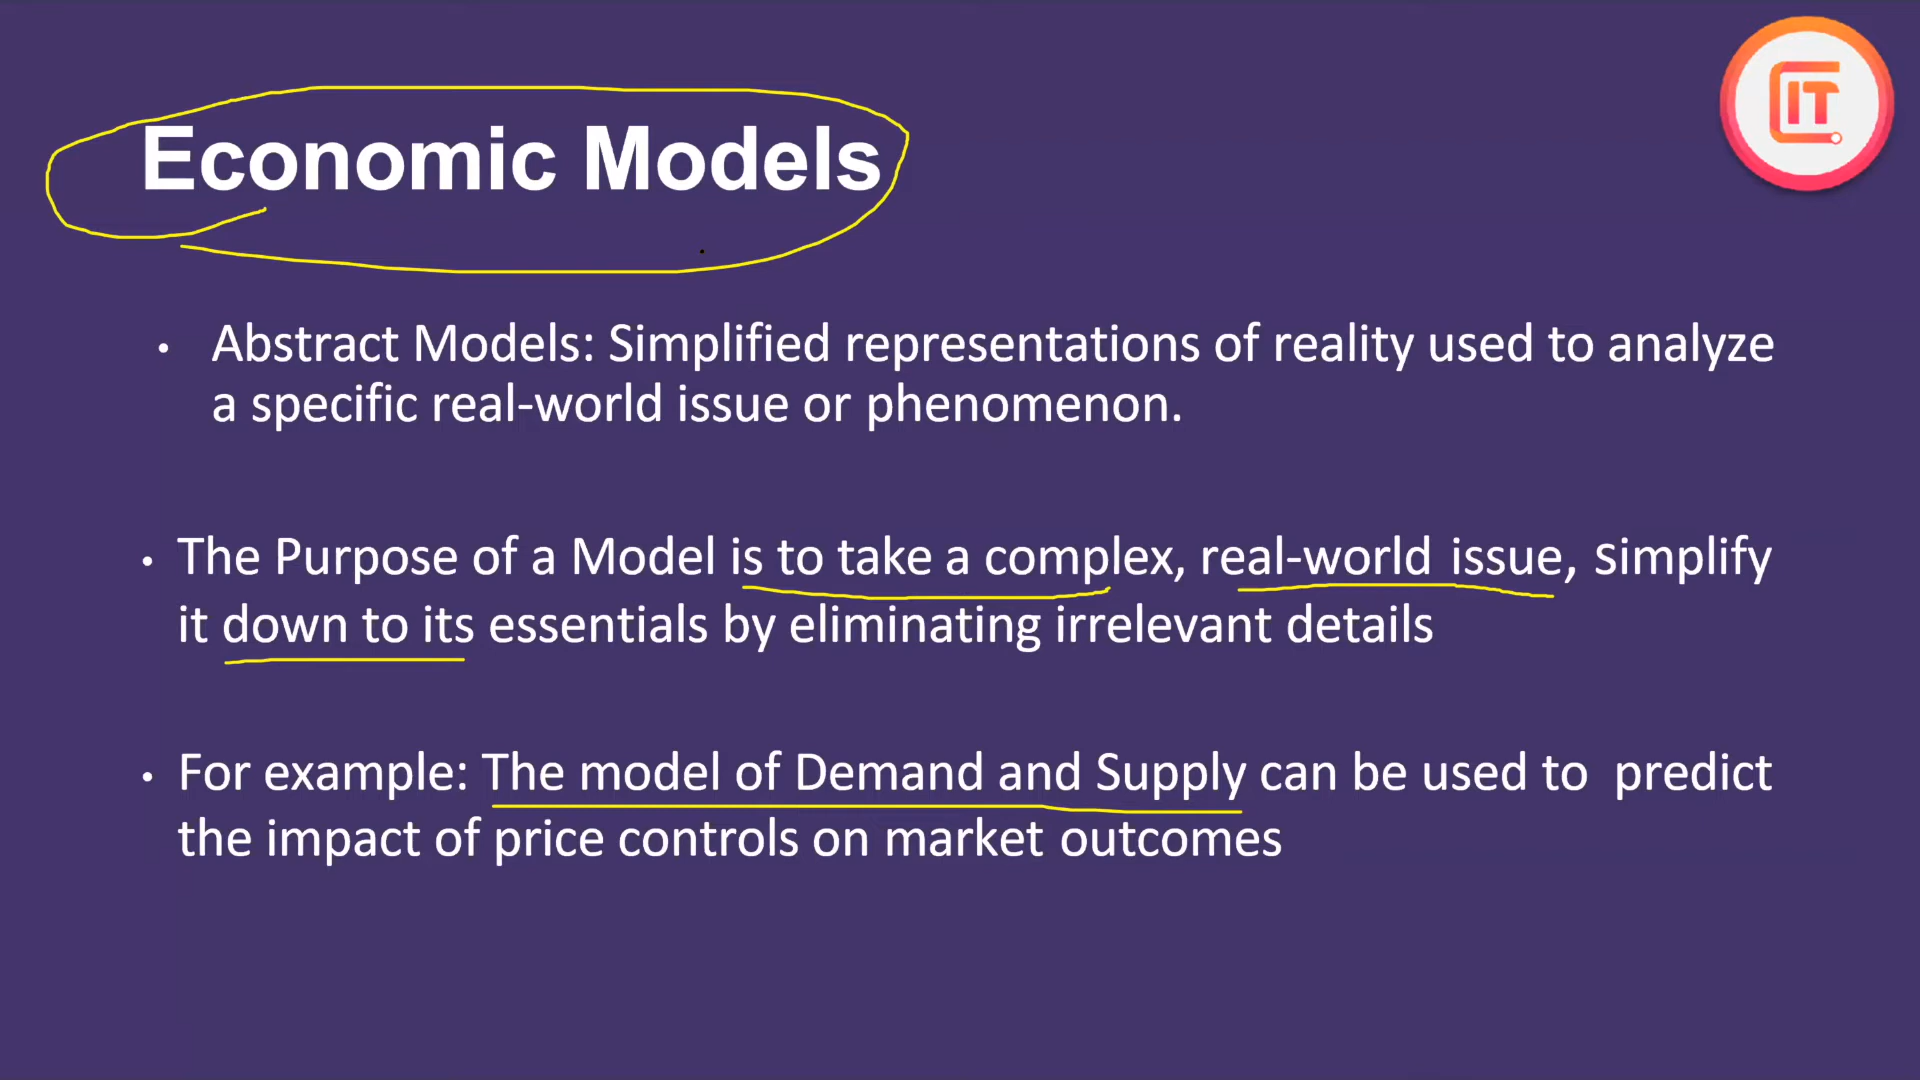 Economic Models
IT
• Abstract Models: Simplified representations of reality used to analyze
a specific real-world issue or phenomenon.
• The Purpose of a Model is to take a complex, real-world issue, simplify
it down to its essentials by eliminating irrelevant details
• For example: The model of Demand and Supply can be used to predict
the impact of price controls on market outcomes